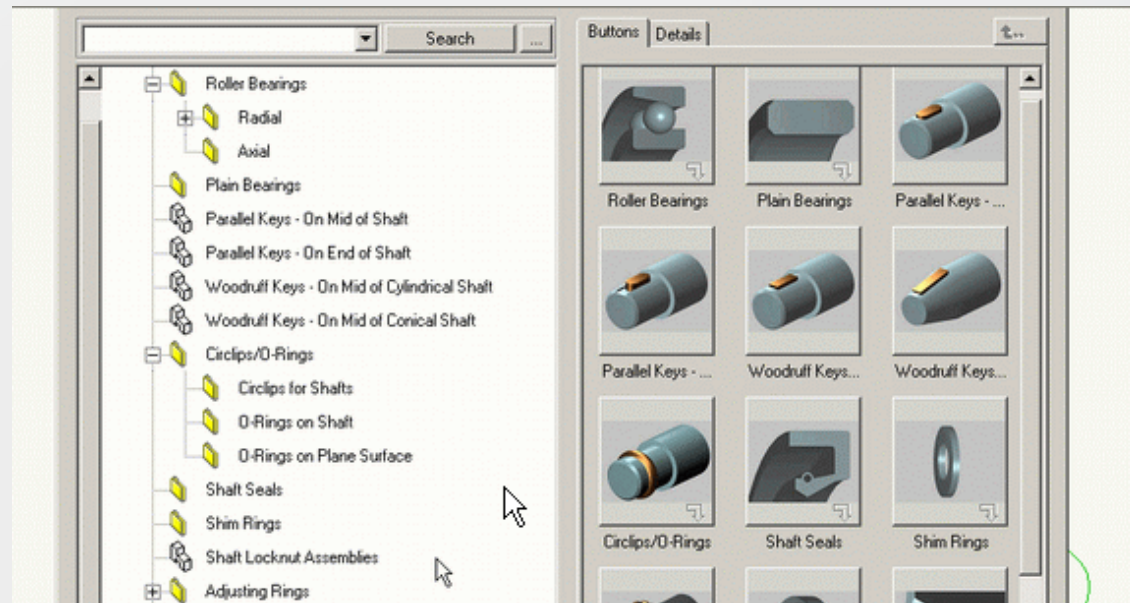 Search
...
Roller Bearings
Radial
Axial
Plain Bearings
Parallel Keys - On Mid of Shaft
Parallel Keys - On End of Shaft
Woodruff Keys - On Mid of Cylindrical Shaft
Woodruff Keys - On Mid of Conical Shaft
Circlips/O-Rings
Circlips for Shafts
O-Rings on Shaft
O-Rings on Plane Surface
Shaft Seals
Shim Rings
Shaft Locknut Assemblies
Adjusting Rings
Buttons Details
Roller Bearings Plain Bearings Parallel Keys - ...
Parallel Keys - ... Woodruff Keys... Woodruff Keys...
Circlips/O-Rings Shaft Seals Shim Rings